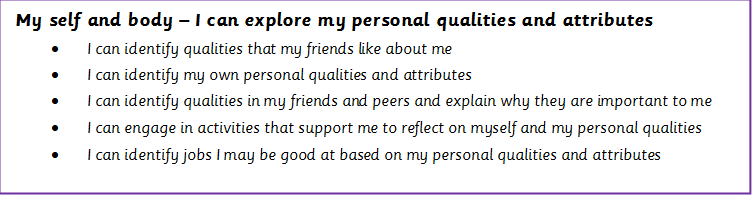 My self and body – I can explore my personal qualities and attributes
• I can identify qualities that my friends like about me
• I can identify my own personal qualities and attributes
• I can identify qualities in my friends and peers and explain why they are important to me
• I can engage in activities that support me to reflect on myself and my personal qualities
• I can identify jobs I may be good at based on my personal qualities and attributes